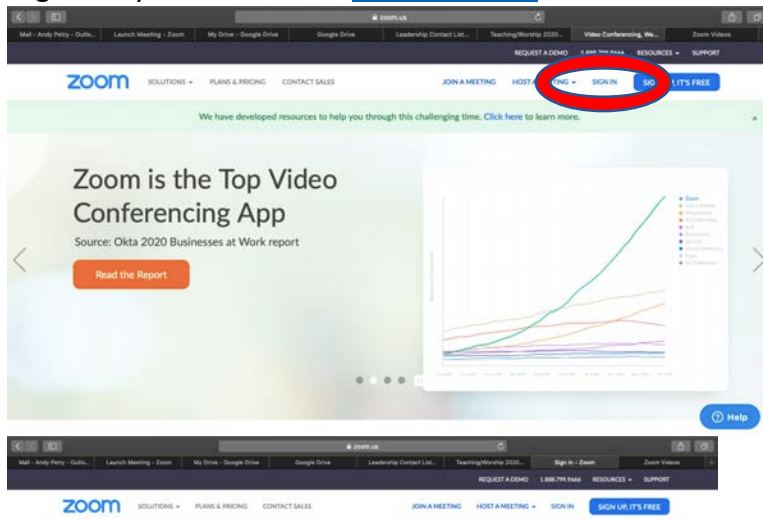 zoom.us
Mail - Andy Petry - Outlo... Launch Meeting - Zoom My Drive - Google Drive Google Drive Leadership Contact List... Teaching/Worship 2020... Video Conferencing, We... Zoom Videos
REQUEST A DEMO 1.888.799.9666 RESOURCES SUPPORT
zoom SOLUTIONS PLANS & PRICING CONTACT SALES JOIN A MEETING HOST A SIGN IN IT'S FREE
We have developed resources to help you through this challenging time. Click here to learn more.
Zoom is the Top Video
Conferencing App
Source: Okta 2020 Businesses at Work report
Read the Report
Zoom
Help
zoom.us
Mail - Andy Petry - Outlo... Launch Meeting - Zoom My Drive - Google Drive Google Drive Leadership Contact List... Teaching/Worship 2020... Sign In - Zoom Zoom Videos
REQUEST A DEMO 1.888.799.9666 RESOURCES SUPPORT
zoom SOLUTIONS PLANS & PRICING CONTACT SALES JOIN A MEETING HOST A MEETING SIGN IN SIGN UP, IT'S FREE